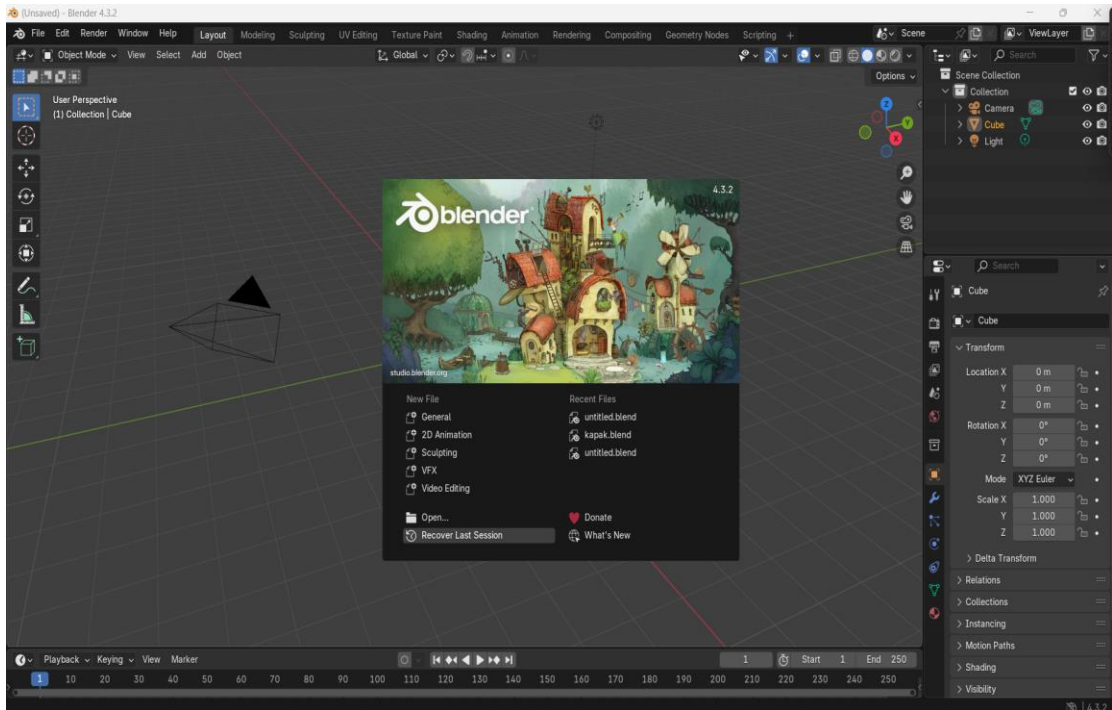 (Unsaved) - Blender 4.3.2
File Edit Render Window Help Layout Modeling Sculpting UV Editing Texture Paint Shading Animation Rendering Compositing Geometry Nodes Scripting + Scene ViewLayer
Object Mode View Select Add Object Global Search
Options
User Perspective
(1) Collection | Cube
Z
Y
X
Scene Collection
Collection
Camera
Cube
Light
4.3.2
blender
studio.blender.org
New File Recent Files
General untitled.blend
2D Animation kapak.blend
Sculpting untitled.blend
VFX
Video Editing
Open... Donate
Recover Last Session What's New
Search
Cube
Cube
Transform
Location X 0 m
Y 0 m
Z 0 m
Rotation X 0°
Y 0°
Z 0°
Mode XYZ Euler
Scale X 1.000
Y 1.000
Z 1.000
Delta Transform
Relations
Collections
Instancing
Motion Paths
Shading
Visibility
Playback Keying View Marker 1 Start 1 End 250
1 10 20 30 40 50 60 70 80 90 100 110 120 130 140 150 160 170 180 190 200 210 220 230 240 250
4.3.2